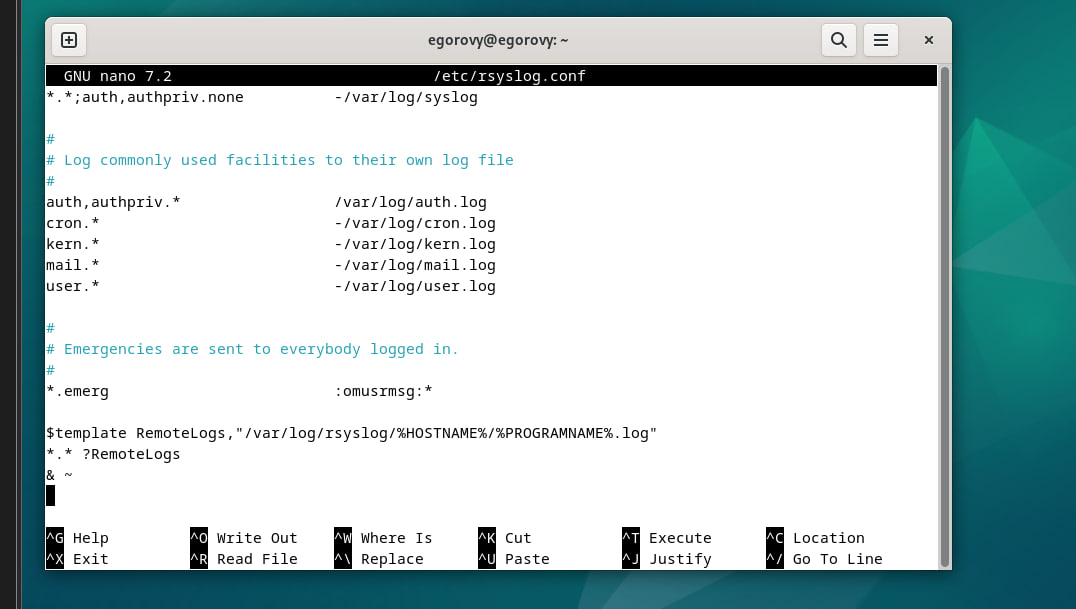 egorovy@egorovy: ~
GNU nano 7.2 /etc/rsyslog.conf
*.*;auth,authpriv.none -/var/log/syslog
#
# Log commonly used facilities to their own log file
#
auth,authpriv.* /var/log/auth.log
cron.* -/var/log/cron.log
kern.* -/var/log/kern.log
mail.* -/var/log/mail.log
user.* -/var/log/user.log
#
# Emergencies are sent to everybody logged in.
#
*.emerg :omusrmsg:*
$template RemoteLogs,"/var/log/rsyslog/%HOSTNAME%/%PROGRAMNAME%.log"
*.* ?RemoteLogs
& ~
^G Help ^O Write Out ^W Where Is ^K Cut ^T Execute ^C Location
^X Exit ^R Read File ^\ Replace ^U Paste ^J Justify ^/ Go To Line